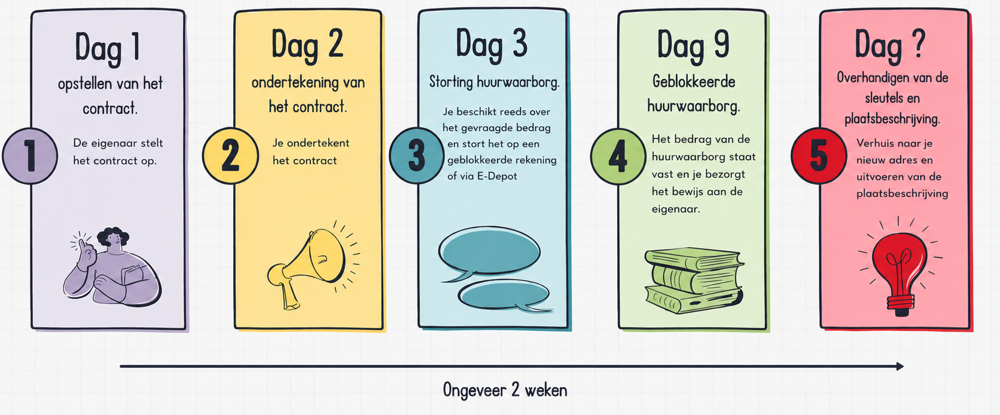 Dag 1
opstellen van het
contract.
1
De eigenaar stelt
het contract op.
Dag 2
ondertekening van
het contract.
2
Je ondertekent
het contract
Dag 3
Storting huurwaarborg.
3
Je beschikt reeds over
het gevraagde bedrag
en stort het op een
geblokkeerde rekening
of via E-Depot
Dag 9
Geblokkeerde
huurwaarborg.
4
Het bedrag van de
huurwaarborg staat
vast en je bezorgt
het bewijs aan de
eigenaar.
Dag ?
Overhandigen van de
sleutels en
plaatsbeschrijving.
5
Verhuis naar je
nieuw adres en
uitvoeren van de
plaatsbeschrijving
Ongeveer 2 weken